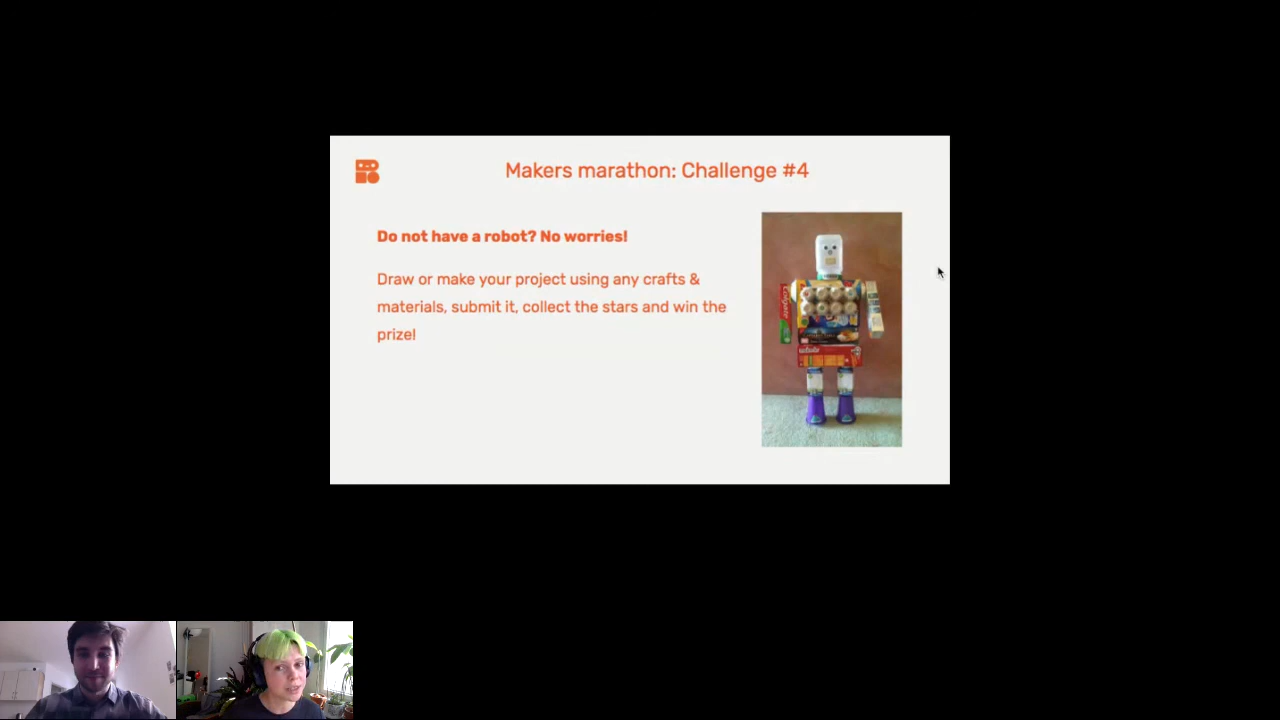 Makers marathon: Challenge #4
Do not have a robot? No worries!
Draw or make your project using any crafts &
materials, submit it, collect the stars and win the
prize!
Colgate